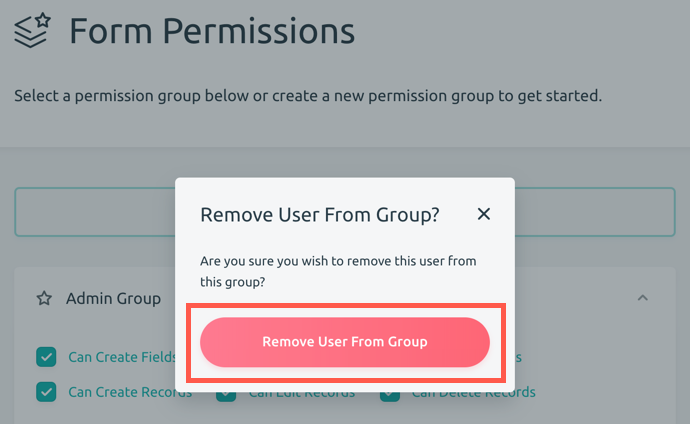 Form Permissions
Select a permission group below or create a new permission group to get started.
Remove User From Group?
Are you sure you wish to remove this user from
this group?
Admin Group
Remove User From Group
Can Create Fields
Can Create Records Can Edit Records Can Delete Records